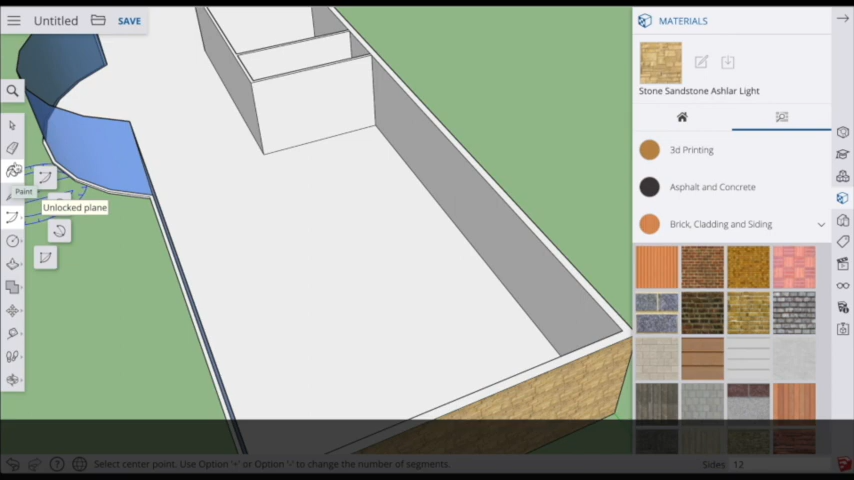 Untitled
SAVE
MATERIALS
Stone Sandstone Ashlar Light
3d Printing
Asphalt and Concrete
Paint
Unlocked plane
Brick, Cladding and Siding
Select center point. Use Option '+' or Option '-' to change the number of segments.
Sides 12